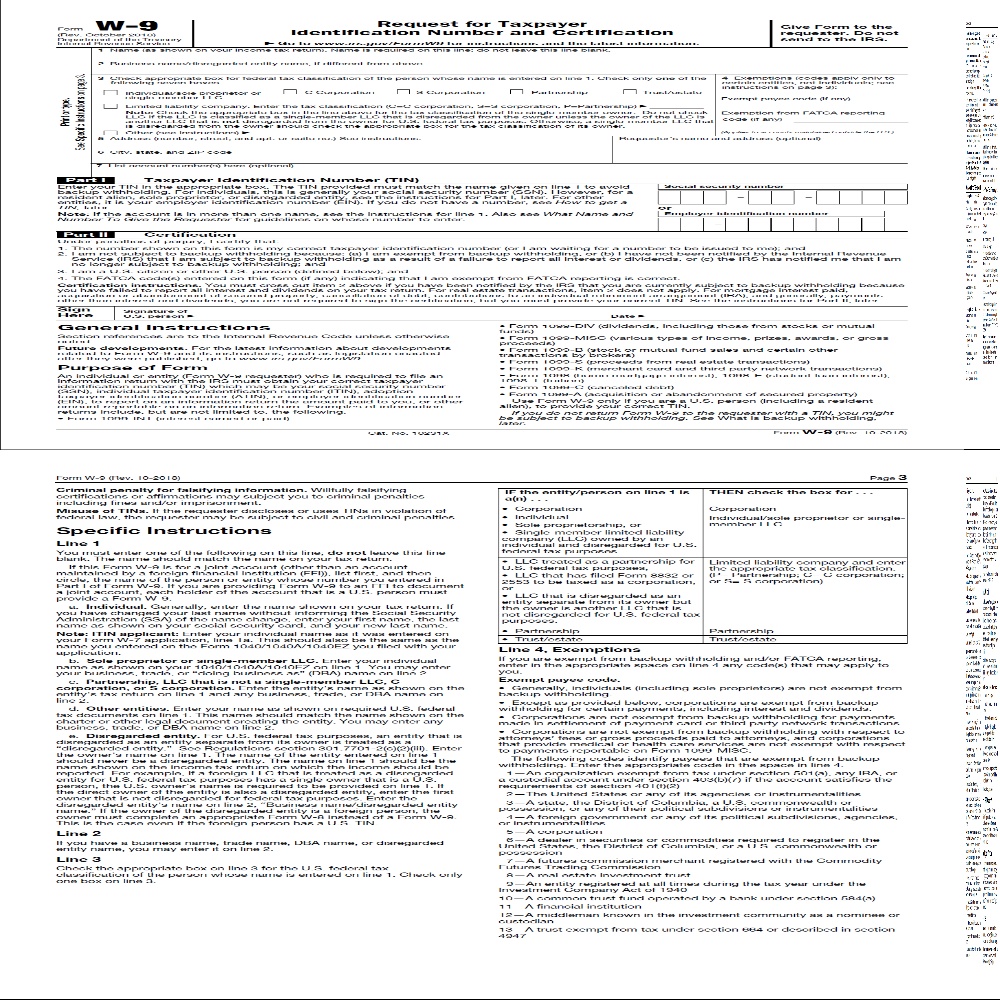 Form W-9
(Rev. October 2018)
Department of the Treasury
Internal Revenue Service
Request for Taxpayer
Identification Number and Certification
► Go to www.irs.gov/FormW9 for instructions and the latest information.
Give Form to the
requester. Do not
send to the IRS.
1 Name (as shown on your income tax return). Name is required on this line; do not leave this line blank.
2 Business name/disregarded entity name, if different from above
3 Check appropriate box for federal tax classification of the person whose name is entered on line 1. Check only one of the
following seven boxes.
Individual/sole proprietor or
single-member LLC
C Corporation
S Corporation
Partnership
Trust/estate
Limited liability company. Enter the tax classification (C=C corporation, S=S corporation, P=Partnership) ►
Note: Check the appropriate box in the line above for the tax classification of the single-member owner. Do not check
LLC if the LLC is classified as a single-member LLC that is disregarded from the owner unless the owner of the LLC is
another LLC that is not disregarded from the owner for U.S. federal tax purposes. Otherwise, a single-member LLC that
is disregarded from the owner should check the appropriate box for the tax classification of its owner.
Other (see instructions) ►
4 Exemptions (codes apply only to
certain entities, not individuals; see
instructions on page 3):
Exempt payee code (if any)
Exemption from FATCA reporting
code (if any)
5 Address (number, street, and apt. or suite no.) See instructions.
Requester's name and address (optional)
6 City, state, and ZIP code
7 List account number(s) here (optional)
Print or type.
See Specific Instructions on page 3.
Part I Taxpayer Identification Number (TIN)
Enter your TIN in the appropriate box. The TIN provided must match the name given on line 1 to avoid
backup withholding. For individuals, this is generally your social security number (SSN). However, for a
resident alien, sole proprietor, or disregarded entity, see the instructions for Part I, later. For other
entities, it is your employer identification number (EIN). If you do not have a number, see How to get a
TIN, later.
Note. If the account is in more than one name, see the instructions for line 1. Also see What Name and
Number To Give the Requester for guidelines on whose number to enter.
Social security number
or
Employer identification number
Part II Certification
Under penalties of perjury, I certify that:
1. The number shown on this form is my correct taxpayer identification number (or I am waiting for a number to be issued to me); and
2. I am not subject to backup withholding because: (a) I am exempt from backup withholding, or (b) I have not been notified by the Internal Revenue
Service (IRS) that I am subject to backup withholding as a result of a failure to report all interest or dividends, or (c) the IRS has notified me that I am
no longer subject to backup withholding; and
3. I am a U.S. citizen or other U.S. person (defined below); and
4. The FATCA code(s) entered on this form (if any) indicating that I am exempt from FATCA reporting is correct.
Certification instructions. You must cross out item 2 above if you have been notified by the IRS that you are currently subject to backup withholding because
you have failed to report all interest and dividends on your tax return. For real estate transactions, item 2 does not apply. For mortgage interest paid,
acquisition or abandonment of secured property, cancellation of debt, contributions to an individual retirement arrangement (IRA), and generally, payments
other than interest and dividends, you are not required to sign the certification, but you must provide your correct TIN. See the instructions for Part II, later.
Sign
Here
Signature of
U.S. person ►
Date ►
General Instructions
Section references are to the Internal Revenue Code unless otherwise
noted.
Future developments. For the latest information about developments
related to Form W-9 and its instructions, such as legislation enacted
after they were published, go to www.irs.gov/FormW9.
Purpose of Form
An individual or entity (Form W-9 requester) who is required to file an
information return with the IRS must obtain your correct taxpayer
identification number (TIN) which may be your social security number
(SSN), individual taxpayer identification number (ITIN), adoption
taxpayer identification number (ATIN), or employer identification number
(EIN), to report on an information return the amount paid to you, or other
amount reportable on an information return. Examples of information
returns include, but are not limited to, the following.
• Form 1099-INT (interest earned or paid)
• Form 1099-DIV (dividends, including those from stocks or mutual
funds)
• Form 1099-MISC (various types of income, prizes, awards, or gross
proceeds)
• Form 1099-B (stock or mutual fund sales and certain other
transactions by brokers)
• Form 1099-S (proceeds from real estate transactions)
• Form 1099-K (merchant card and third party network transactions)
• Form 1098 (home mortgage interest), 1098-E (student loan interest),
1098-T (tuition)
• Form 1099-C (canceled debt)
• Form 1099-A (acquisition or abandonment of secured property)
Use Form W-9 only if you are a U.S. person (including a resident
alien), to provide your correct TIN.
If you do not return Form W-9 to the requester with a TIN, you might
be subject to backup withholding. See What is backup withholding,
later.
Cat. No. 10231X
Form W-9 (Rev. 10-2018)
Form W-9 (Rev. 10-2018)
Page 3
Criminal penalty for falsifying information. Willfully falsifying
certifications or affirmations may subject you to criminal penalties
including fines and/or imprisonment.
Misuse of TINs. If the requester discloses or uses TINs in violation of
federal law, the requester may be subject to civil and criminal penalties.
Specific Instructions
Line 1
You must enter one of the following on this line; do not leave this line
blank. The name should match the name on your tax return.
If this Form W-9 is for a joint account (other than an account
maintained by a foreign financial institution (FFI)), list first, and then
circle, the name of the person or entity whose number you entered in
Part I of Form W-9. If you are providing Form W-9 to an FFI to document
a joint account, each holder of the account that is a U.S. person must
provide a Form W-9.
a. Individual. Generally, enter the name shown on your tax return. If
you have changed your last name without informing the Social Security
Administration (SSA) of the name change, enter your first name, the last
name as shown on your social security card, and your new last name.
Note: ITIN applicant: Enter your individual name as it was entered on
your Form W-7 application, line 1a. This should also be the same as the
name you entered on the Form 1040/1040A/1040EZ you filed with your
application.
b. Sole proprietor or single-member LLC. Enter your individual
name as shown on your 1040/1040A/1040EZ on line 1. You may enter
your business, trade, or "doing business as" (DBA) name on line 2.
c. Partnership, LLC that is not a single-member LLC, C
corporation, or S corporation. Enter the entity's name as shown on the
entity's tax return on line 1 and any business, trade, or DBA name on
line 2.
d. Other entities. Enter your name as shown on required U.S. federal
tax documents on line 1. This name should match the name shown on the
charter or other legal document creating the entity. You may enter any
business, trade, or DBA name on line 2.
e. Disregarded entity. For U.S. federal tax purposes, an entity that is
disregarded as an entity separate from its owner is treated as a
"disregarded entity." See Regulations section 301.7701-2(c)(2)(iii). Enter
the owner's name on line 1. The name of the entity entered on line 1
should never be a disregarded entity. The name on line 1 should be the
name shown on the income tax return on which the income should be
reported. For example, if a foreign LLC that is treated as a disregarded
entity for U.S. federal tax purposes has a single owner that is a U.S.
person, the U.S. owner's name is required to be provided on line 1. If
the direct owner of the entity is also a disregarded entity, enter the first
owner that is not disregarded for federal tax purposes. Enter the
disregarded entity's name on line 2, "Business name/disregarded entity
name." If the owner of the disregarded entity is a foreign person, the
owner must complete an appropriate Form W-8 instead of a Form W-9.
This is the case even if the foreign person has a U.S. TIN.
Line 2
If you have a business name, trade name, DBA name, or disregarded
entity name, you may enter it on line 2.
Line 3
Check the appropriate box on line 3 for the U.S. federal tax
classification of the person whose name is entered on line 1. Check only
one box on line 3.
IF the entity/person on line 1 is
a(n) . . .
THEN check the box for . . .
• Corporation
Corporation
• Individual
• Sole proprietorship, or
• Single-member limited liability
company (LLC) owned by an
individual and disregarded for U.S.
federal tax purposes.
Individual/sole proprietor or single-
member LLC
• LLC treated as a partnership for
U.S. federal tax purposes,
• LLC that has filed Form 8832 or
2553 to be taxed as a corporation,
or
• LLC that is disregarded as an
entity separate from its owner but
the owner is another LLC that is
not disregarded for U.S. federal tax
purposes.
Limited liability company and enter
the appropriate tax classification.
(P= Partnership; C= C corporation;
or S= S corporation)
• Partnership
Partnership
• Trust/estate
Trust/estate
Line 4, Exemptions
If you are exempt from backup withholding and/or FATCA reporting,
enter in the appropriate space on line 4 any code(s) that may apply to
you.
Exempt payee code.
• Generally, individuals (including sole proprietors) are not exempt from
backup withholding.
• Except as provided below, corporations are exempt from backup
withholding for certain payments, including interest and dividends.
• Corporations are not exempt from backup withholding for payments
made in settlement of payment card or third party network transactions.
• Corporations are not exempt from backup withholding with respect to
attorneys' fees or gross proceeds paid to attorneys, and corporations
that provide medical or health care services are not exempt with respect
to payments reportable on Form 1099-MISC.
The following codes identify payees that are exempt from backup
withholding. Enter the appropriate code in the space in line 4.
1—An organization exempt from tax under section 501(a), any IRA, or
a custodial account under section 403(b)(7) if the account satisfies the
requirements of section 401(f)(2)
2—The United States or any of its agencies or instrumentalities
3—A state, the District of Columbia, a U.S. commonwealth or
possession, or any of their political subdivisions or instrumentalities
4—A foreign government or any of its political subdivisions, agencies,
or instrumentalities
5—A corporation
6—A dealer in securities or commodities required to register in the
United States, the District of Columbia, or a U.S. commonwealth or
possession
7—A futures commission merchant registered with the Commodity
Futures Trading Commission
8—A real estate investment trust
9—An entity registered at all times during the tax year under the
Investment Company Act of 1940
10—A common trust fund operated by a bank under section 584(a)
11—A financial institution
12—A middleman known in the investment community as a nominee or
custodian
13—A trust exempt from tax under section 664 or described in section
4947